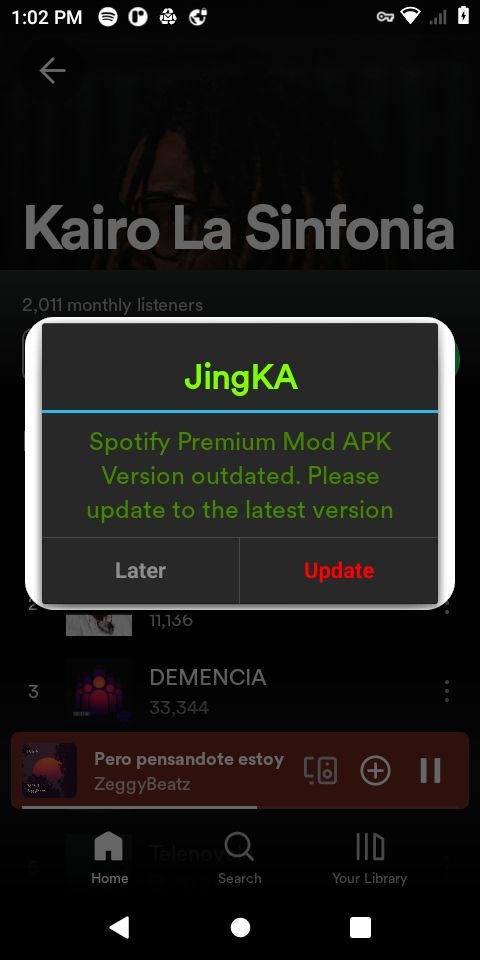 1:02 PM
Kairo La Sinfonia
2,011 monthly listeners
JingKA
Spotify Premium Mod APK
Version outdated. Please
update to the latest version
Later
Update
2
11,136
3
DEMENCIA
33,344
Pero pensandote estoy
ZeggyBeatz
Home
Search
Your Library